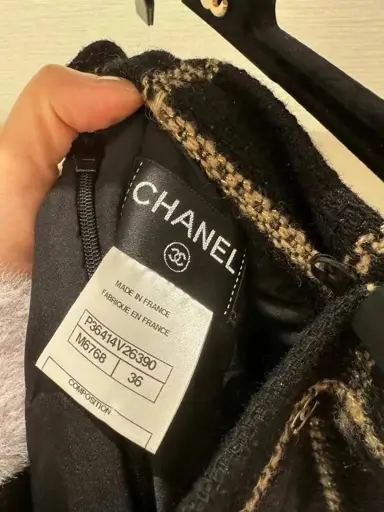 CHANEL
MADE IN FRANCE
FABRIQUE EN FRANCE
P36414V26390
M6768 36
COMPOSITION